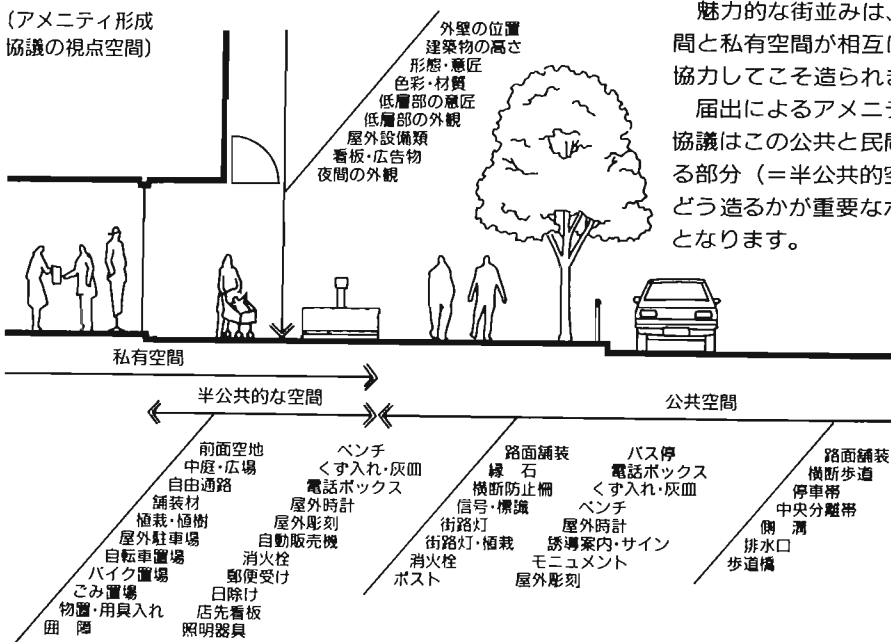 (アメニティ形成
協議の視点空間)
外壁の位置
建築物の高さ
形態・意匠
色彩・材質
低層部の意匠
低層部の外観
屋外設備類
看板・広告物
夜間の外観
魅力的な街並みは、
間と私有空間が相互に
協力してこそ造られま
届出によるアメニテ
協議はこの公共と民間
る部分(=半公共的空
どう造るかが重要な
となります。
私有空間
半公共的な空間
公共空間
前面空地
中庭・広場
自由通路
舗装材
植栽・植樹
屋外駐車場
自転車置場
バイク置場
ごみ置場
物置・用具入れ
囲 障
ベンチ
くず入れ・灰皿
電話ボックス
屋外時計
屋外彫刻
自動販売機
消火栓
郵便受け
日除け
店先看板
照明器具
路面舗装
縁 石
横断防止柵
信号・標識
街路灯
街路灯・植栽
消火栓
ポスト
バス停
電話ボックス
くず入れ・灰皿
ベンチ
屋外時計
誘導案内・サイン
モニュメント
屋外彫刻
路面舗装
横断歩道
停車帯
中央分離帯
側 溝
排水口
歩道橋